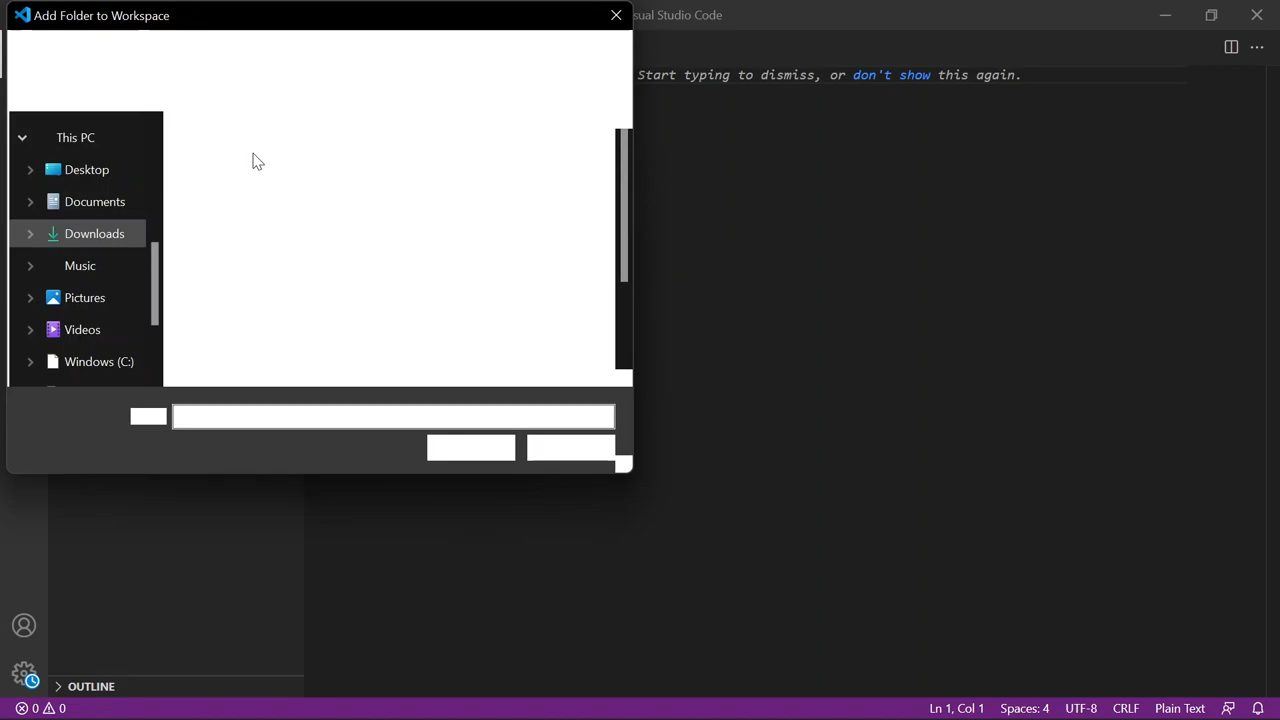 Add Folder to Workspace
sual Studio Code
Start typing to dismiss, or don't show this again.
This PC
Desktop
Documents
Downloads
Music
Pictures
Videos
Windows (C:)
OUTLINE
0 0
Ln 1, Col 1 Spaces: 4 UTF-8 CRLF Plain Text